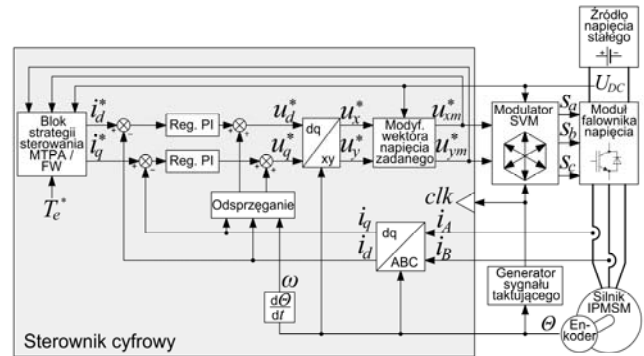 Źródło
napięcia
stałego
U_DC
Blok
strategii
sterowania
MTPA /
FW
T_e*
i_d*
i_q*
Reg. PI
Reg. PI
u_d*
u_q*
dq
xy
u_x*
u_y*
Modyf.
wektora
napięcia
zadanego
u_xm*
u_ym*
Modulator
SVM
S_a
S_b
S_c
Moduł
falownika
napięcia
Odsprzęganie
clk
i_q
i_d
dq
ABC
i_A
i_B
ω
dΘ
dt
Generator
sygnału
taktującego
Θ
Silnik
IPMSM
En-
koder
Sterownik cyfrowy